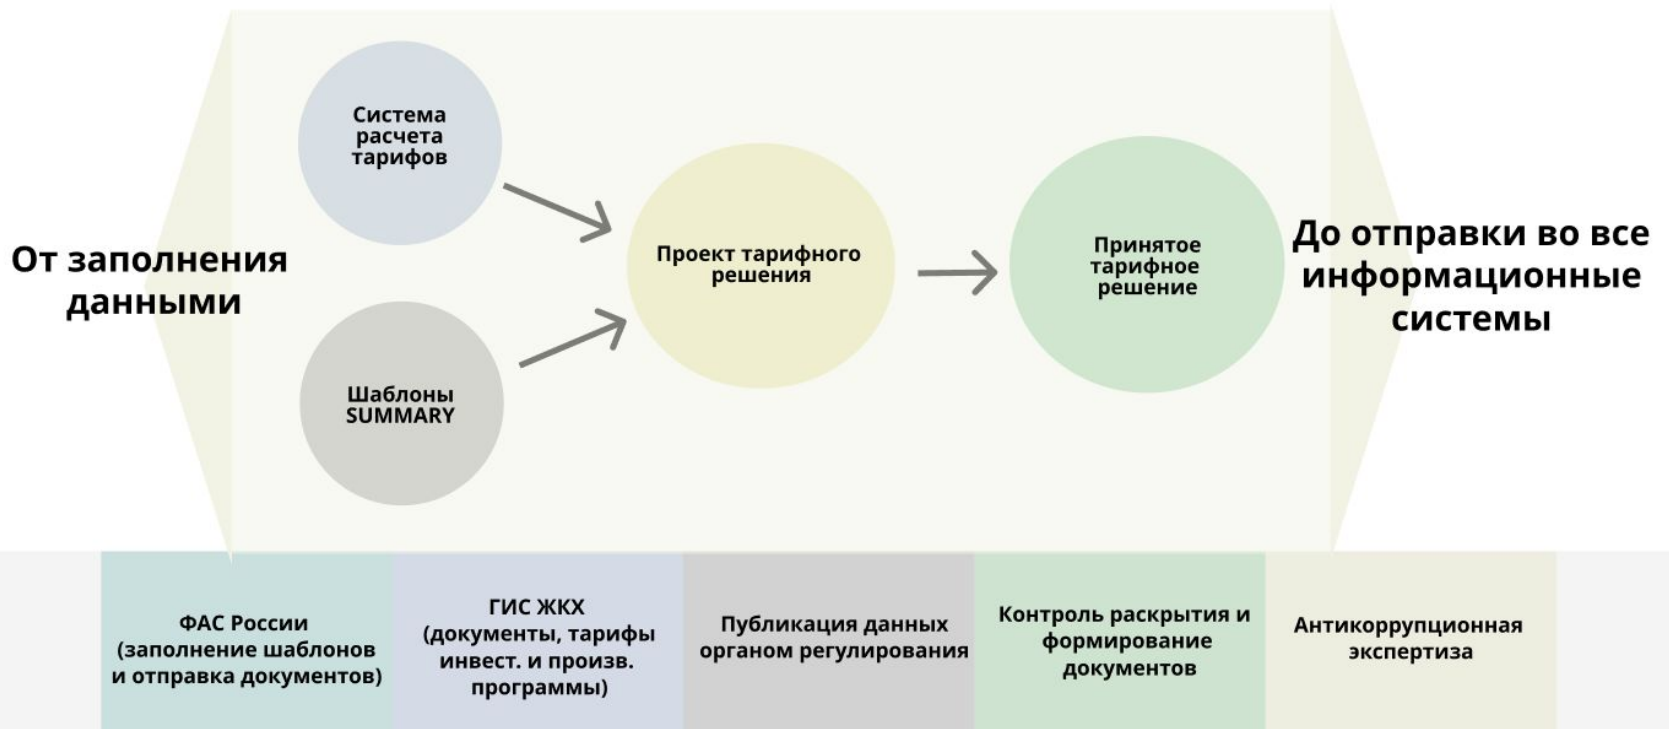 От заполнения
данными
Система
расчета
тарифов
Шаблоны
SUMMARY
Проект тарифного
решения
Принятое
тарифное
решение
До отправки во все
информационные
системы
ФАС России
(заполнение шаблонов
и отправка документов)
ГИС ЖКХ
(документы, тарифы
инвест. и произв.
программы)
Публикация данных
органом регулирования
Контроль раскрытия и
формирование
документов
Антикоррупционная
экспертиза